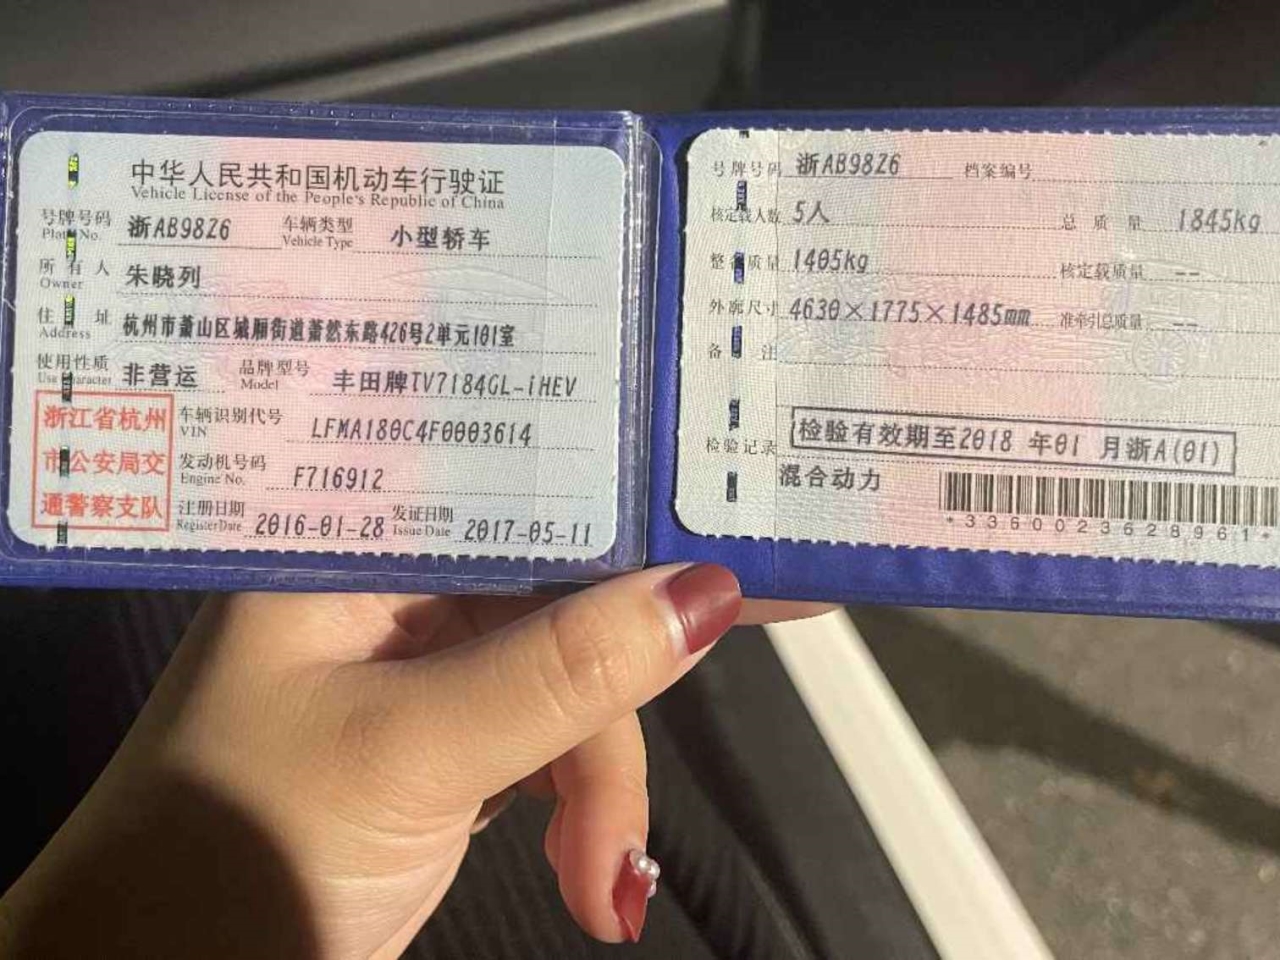 中华人民共和国机动车行驶证
Vehicle License of the People's Republic of China
号牌号码 浙AB98Z6 车辆类型 小型轿车
Plate No. Vehicle Type
所有人 朱晓列
Owner
住址 杭州市萧山区城厢街道萧然东路426号2单元101室
Address
使用性质 非营运 品牌型号 丰田牌TV7184GL-iHEV
Use Character Model
浙江省杭州
市公安局交
通警察支队
车辆识别代号 LFMA180C4F0003614
VIN
发动机号码 F716912
Engine No.
注册日期 2016-01-28 发证日期 2017-05-11
Register Date Issue Date
号牌号码 浙AB98Z6 档案编号
核定载人数 5人 总质量 1845kg
整备质量 1405kg 核定载质量 --
外廓尺寸 4630×1775×1485mm 准牵引总质量 --
备注
检验记录 检验有效期至2018 年01 月浙A(01)
混合动力
*3360023628961*